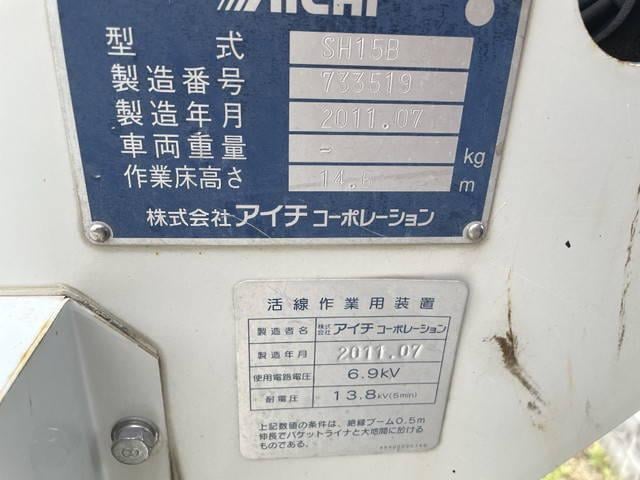 AICHI
型 式 SH15B
製造番号 733519
製造年月 2011.07
車両重量 - kg
作業床高さ 14. m
株式会社 アイチ コーポレーション
活線作業用装置
製造者名 株式会社 アイチ コーポレーション
製造年月 2011.07
使用電路電圧 6.9kV
耐電圧 13.8kV(5min)
上記数値の条件は、絶縁ブーム0.5m
伸長でバケットライナと大地間に於ける
ものである。
8